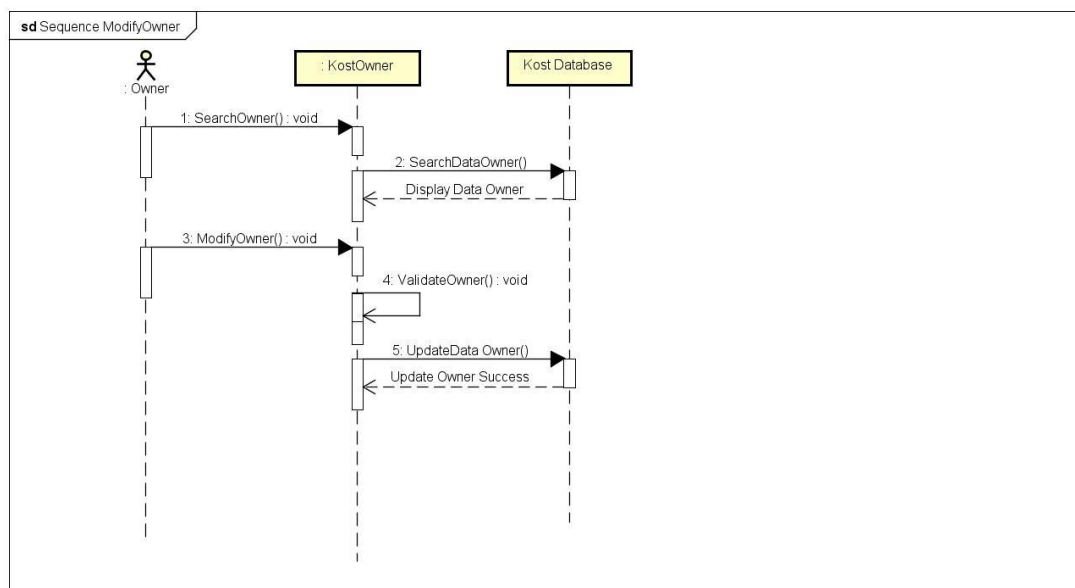 sd Sequence ModifyOwner
: Owner
: KostOwner
Kost Database
1: SearchOwner() : void
2: SearchDataOwner()
Display Data Owner
3: ModifyOwner() : void
4: ValidateOwner() : void
5: UpdateData Owner()
Update Owner Success